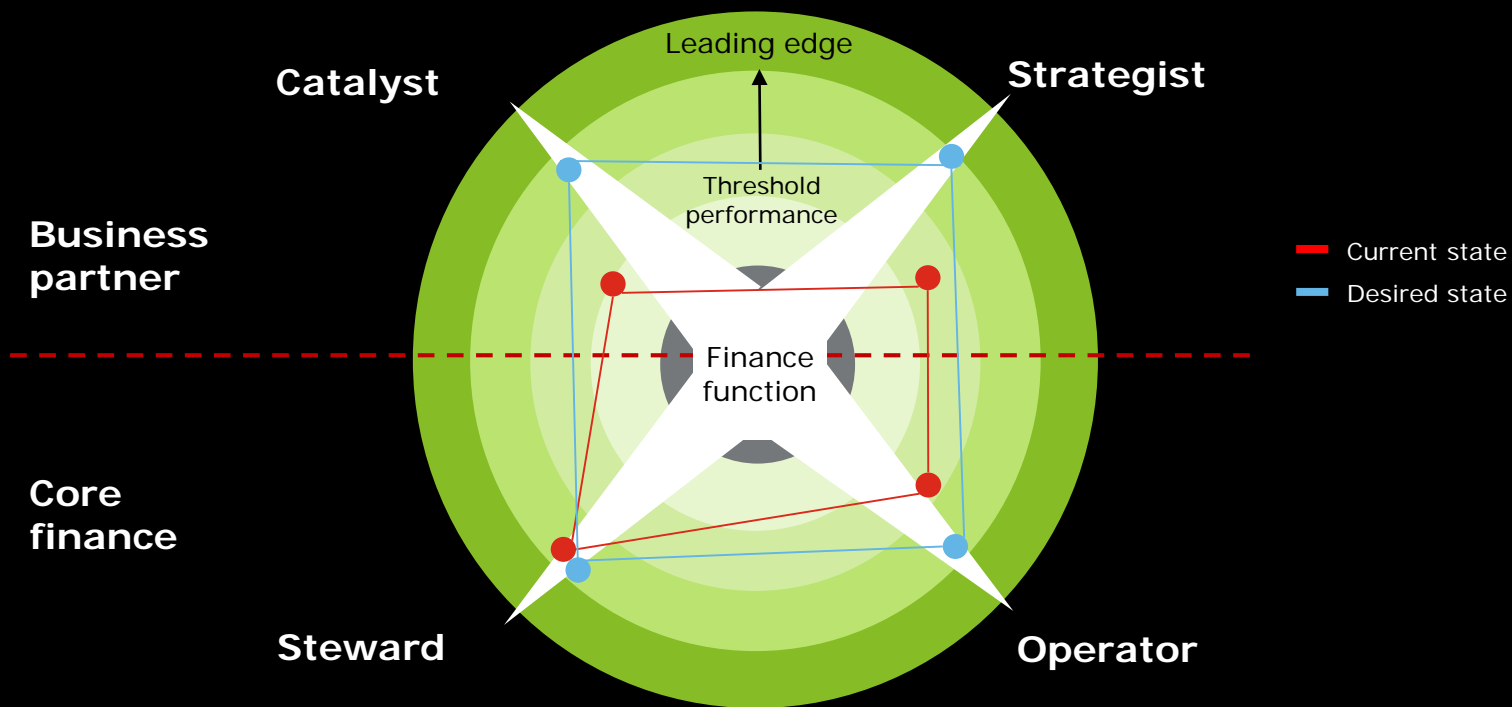 Leading edge
Catalyst
Strategist
Threshold
performance
Business
partner
Current state
Desired state
Finance
function
Core
finance
Steward
Operator